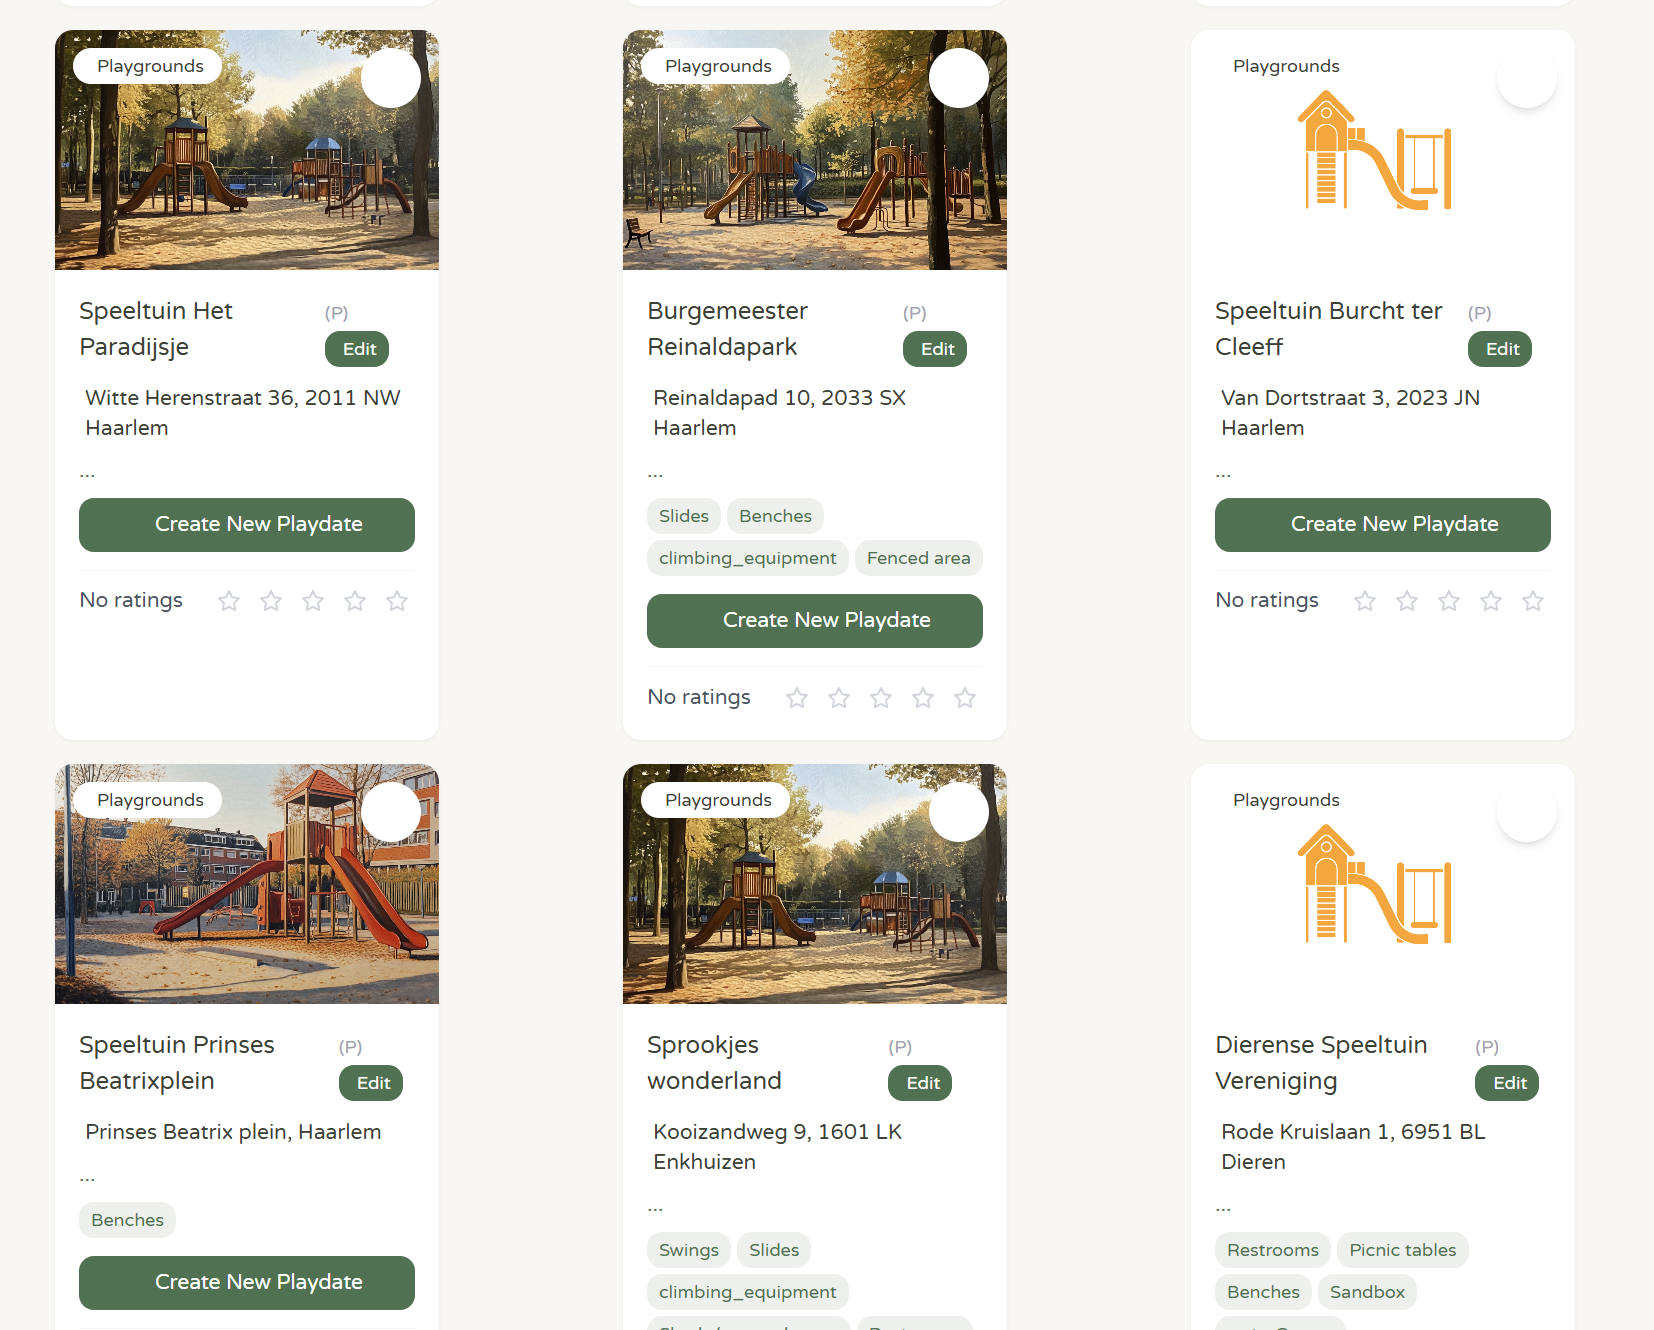 Playgrounds
Speeltuin Het
Paradijsje
(P)
Edit
Witte Herenstraat 36, 2011 NW
Haarlem
...
Create New Playdate
No ratings
Playgrounds
Burgemeester
Reinaldapark
(P)
Edit
Reinaldapad 10, 2033 SX
Haarlem
...
Slides Benches
climbing_equipment Fenced area
Create New Playdate
No ratings
Playgrounds
Speeltuin Burcht ter
Cleeff
(P)
Edit
Van Dortstraat 3, 2023 JN
Haarlem
...
Create New Playdate
No ratings
Playgrounds
Speeltuin Prinses
Beatrixplein
(P)
Edit
Prinses Beatrix plein, Haarlem
...
Benches
Create New Playdate
Playgrounds
Sprookjes
wonderland
(P)
Edit
Kooizandweg 9, 1601 LK
Enkhuizen
...
Swings Slides
climbing_equipment
Playgrounds
Dierense Speeltuin
Vereniging
(P)
Edit
Rode Kruislaan 1, 6951 BL
Dieren
...
Restrooms Picnic tables
Benches Sandbox